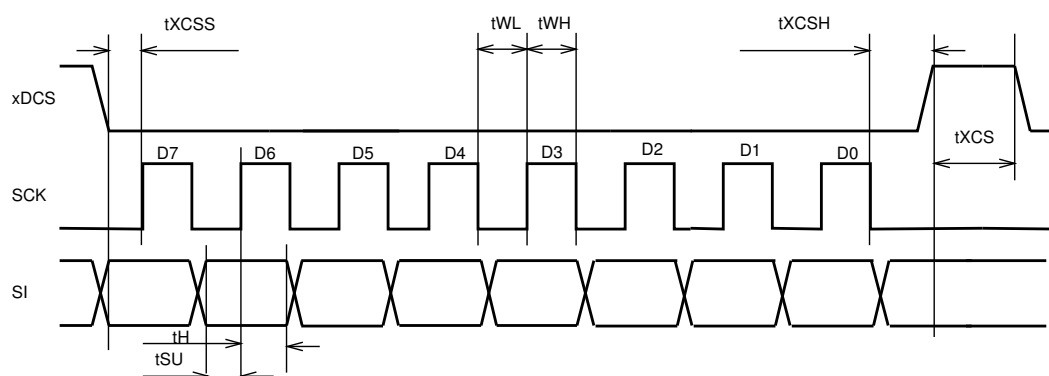 tXCSS tWL tWH tXCSH
xDCS
tXCS
D7 D6 D5 D4 D3 D2 D1 D0
SCK
SI
tH
tSU